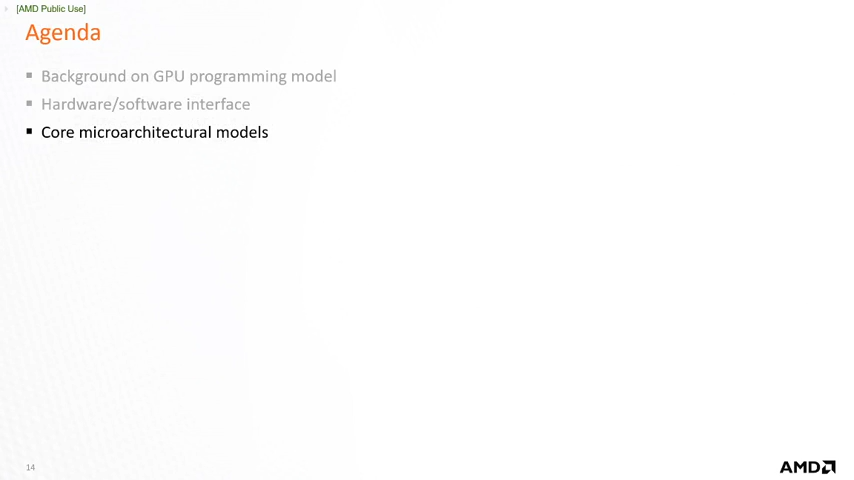 [AMD Public Use]
Agenda
Background on GPU programming model
Hardware/software interface
Core microarchitectural models
14
AMD